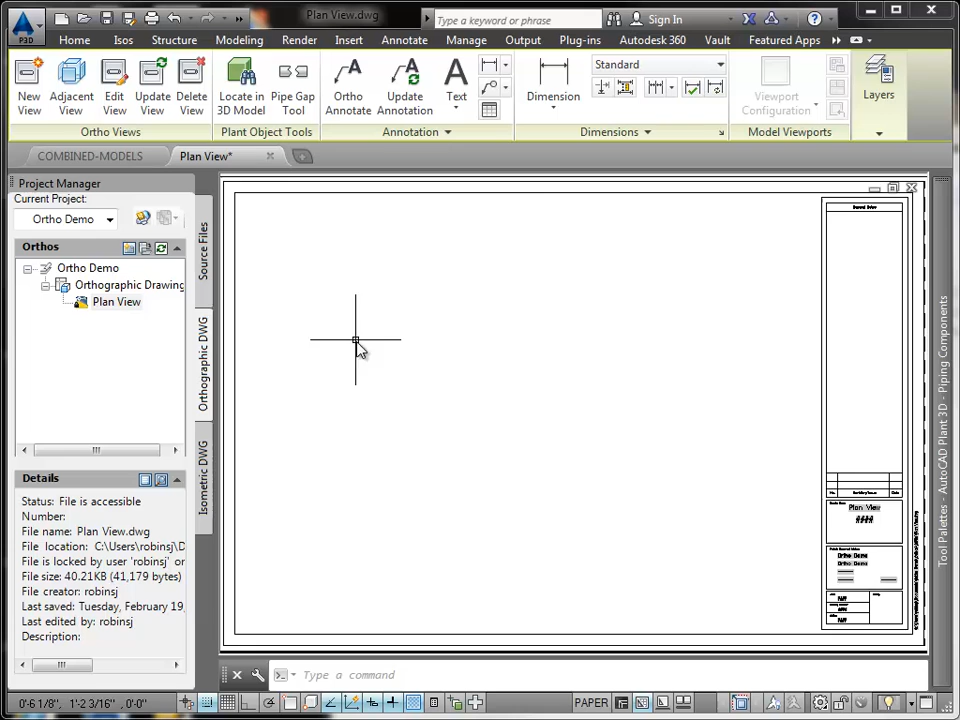 Plan View.dwg
Type a keyword or phrase
Sign In
P3D
Home Isos Structure Modeling Render Insert Annotate Manage Output Plug-ins Autodesk 360 Vault Featured Apps
New View
Adjacent View
Edit View
Update View
Delete View
Locate in 3D Model
Pipe Gap Tool
Ortho Annotate
Update Annotation
Text
Dimension
Standard
Viewport Configuration
Layers
Ortho Views
Plant Object Tools
Annotation
Dimensions
Model Viewports
COMBINED-MODELS
Plan View*
Project Manager
Current Project:
Ortho Demo
Orthos
Ortho Demo
Orthographic Drawing
Plan View
Source Files
Orthographic DWG
Isometric DWG
Details
Status: File is accessible
Number:
File name: Plan View.dwg
File location: C:\Users\robinsj\D
File is locked by user 'robinsj' or
File size: 40.21KB (41,179 bytes)
File creator: robinsj
Last saved: Tuesday, February 19,
Last edited by: robinsj
Description:
Plan View
####
Ortho Demo
Ortho Demo
Tool Palettes - AutoCAD Plant 3D - Piping Components
Type a command
0'-6 1/8", 1'-2 3/16" , 0'-0"
PAPER